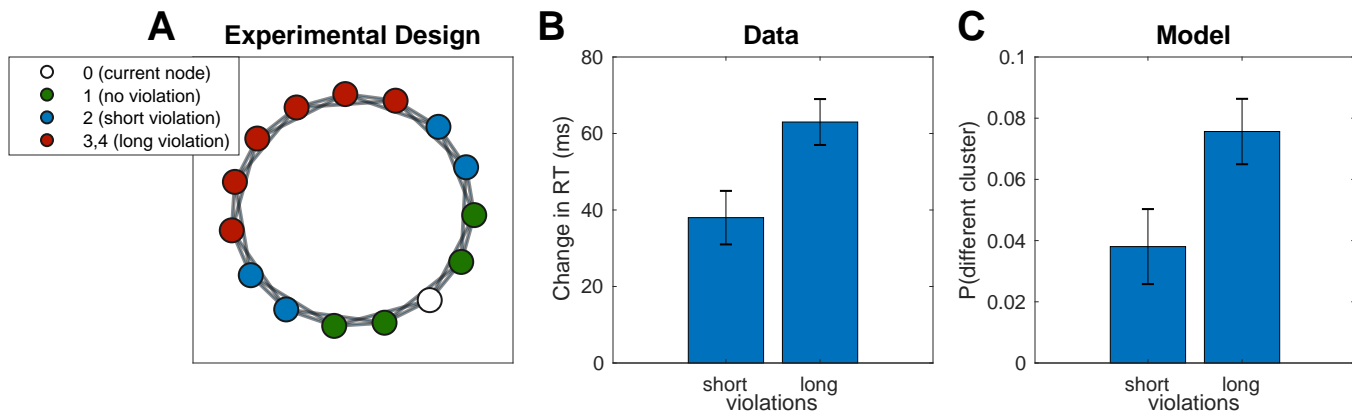 A
Experimental Design
0 (current node)
1 (no violation)
2 (short violation)
3,4 (long violation)
B
Data
Change in RT (ms)
80
60
40
20
0
short
long
violations
C
Model
P(different cluster)
0.1
0.08
0.06
0.04
0.02
0
short
long
violations